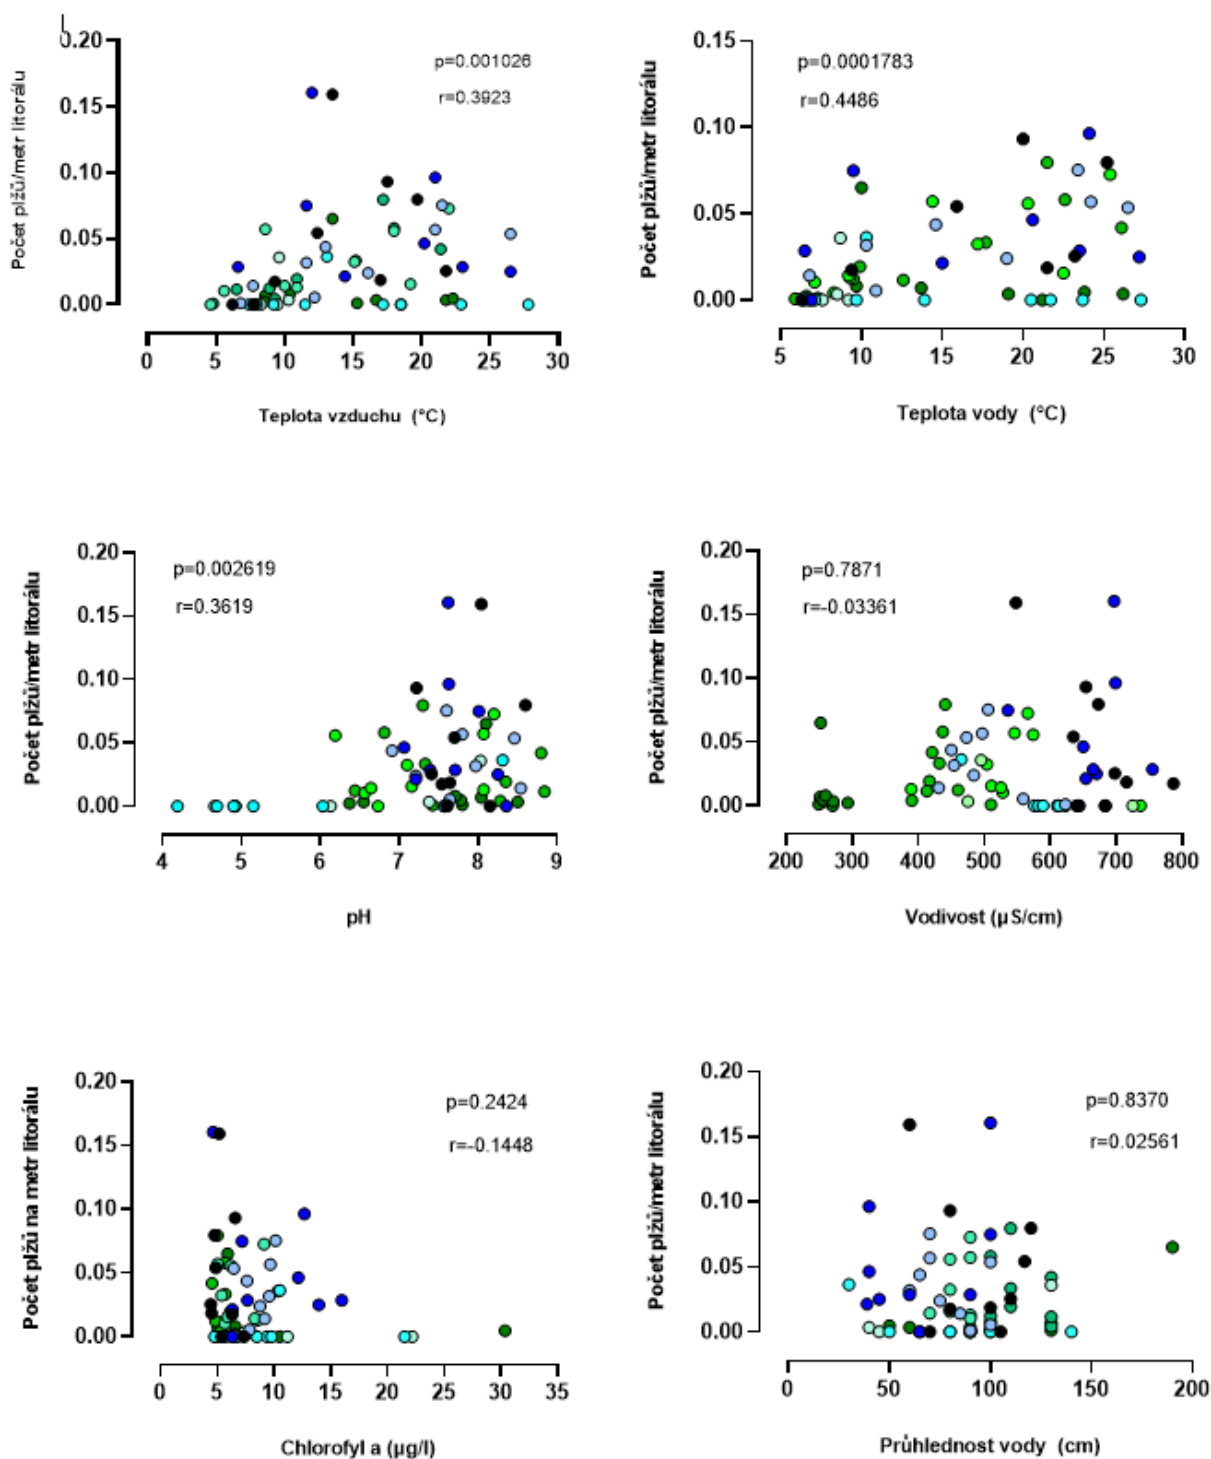 0.20
0.15
0.10
0.05
0.00
Počet plžů/metr litorálu
p=0.001026
r=0.3923
0 5 10 15 20 25 30
Teplota vzduchu (°C)
0.15
0.10
0.05
0.00
Počet plžů/metr litorálu
p=0.0001783
r=0.4486
5 10 15 20 25 30
Teplota vody (°C)
0.20
0.15
0.10
0.05
0.00
Počet plžů/metr litorálu
p=0.002619
r=0.3619
4 5 6 7 8 9
pH
0.20
0.15
0.10
0.05
0.00
Počet plžů/metr litorálu
p=0.7871
r=-0.03361
200 300 400 500 600 700 800
Vodivost (µS/cm)
0.20
0.15
0.10
0.05
0.00
Počet plžů na metr litorálu
p=0.2424
r=-0.1448
0 5 10 15 20 25 30 35
Chlorofyl a (µg/l)
0.20
0.15
0.10
0.05
0.00
Počet plžů/metr litorálu
p=0.8370
r=0.02561
0 50 100 150 200
Průhlednost vody (cm)